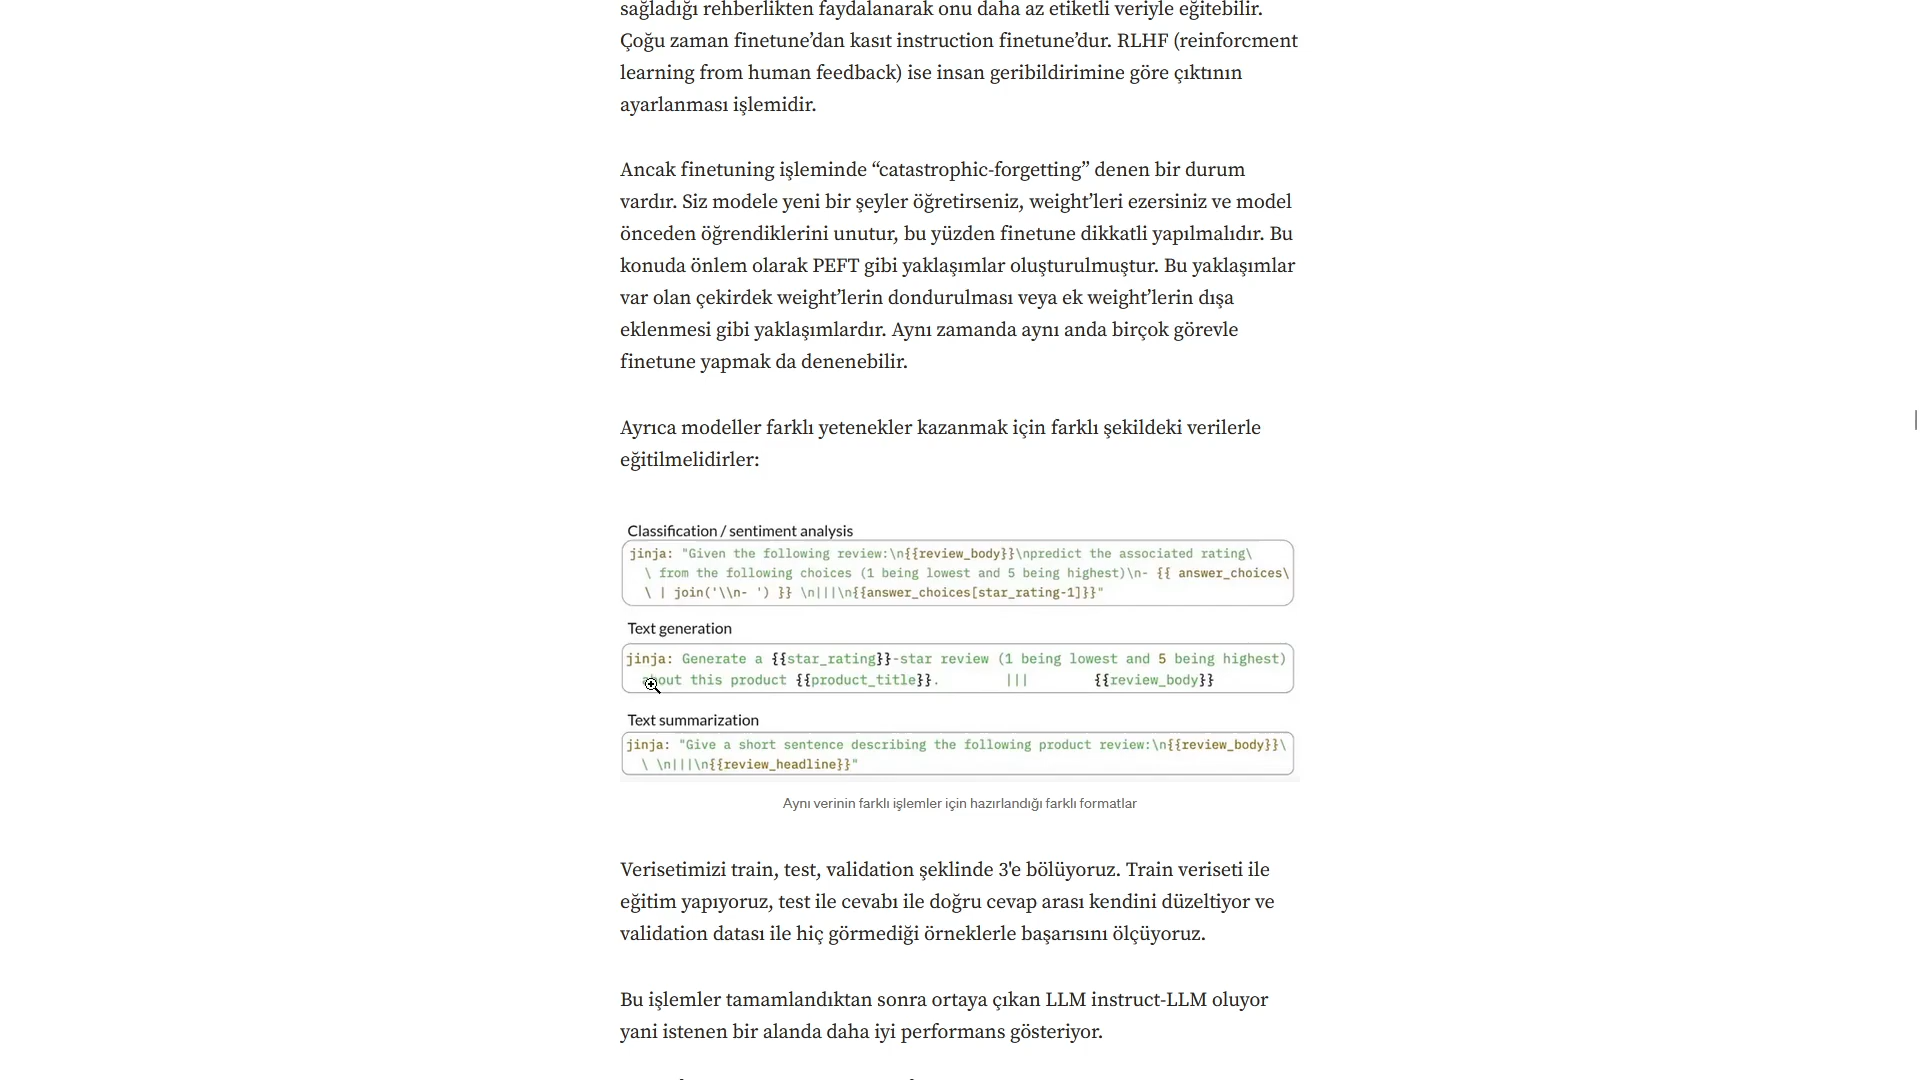 sağladığı rehberlikten faydalanarak onu daha az etiketli veriyle eğitebilir.
Çoğu zaman finetune’dan kasıt instruction finetune’dur. RLHF (reinforcment
learning from human feedback) ise insan geribildirimine göre çıktının
ayarlanması işlemidir.
Ancak finetuning işleminde “catastrophic-forgetting” denen bir durum
vardır. Siz modele yeni bir şeyler öğretirseniz, weight’leri ezersiniz ve model
önceden öğrendiklerini unutur, bu yüzden finetune dikkatli yapılmalıdır. Bu
konuda önlem olarak PEFT gibi yaklaşımlar oluşturulmuştur. Bu yaklaşımlar
var olan çekirdek weight’lerin dondurulması veya ek weight’lerin dışa
eklenmesi gibi yaklaşımlardır. Aynı zamanda aynı anda birçok görevle
finetune yapmak da denenebilir.
Ayrıca modeller farklı yetenekler kazanmak için farklı şekildeki verilerle
eğitilmelidirler:
Classification / sentiment analysis
jinja: "Given the following review:\n{{review_body}}\npredict the associated rating\
\ from the following choices (1 being lowest and 5 being highest)\n- {{ answer_choices\
\ | join('\\n- ') }} \n|||\n{{answer_choices[star_rating-1]}}"
Text generation
jinja: Generate a {{star_rating}}-star review (1 being lowest and 5 being highest)
about this product {{product_title}}. ||| {{review_body}}
Text summarization
jinja: "Give a short sentence describing the following product review:\n{{review_body}}\
\ \n|||\n{{review_headline}}"
Aynı verinin farklı işlemler için hazırlandığı farklı formatlar
Verisetimizi train, test, validation şeklinde 3'e bölüyoruz. Train veriseti ile
eğitim yapıyoruz, test ile cevabı ile doğru cevap arası kendini düzeltiyor ve
validation datası ile hiç görmediği örneklerle başarısını ölçüyoruz.
Bu işlemler tamamlandıktan sonra ortaya çıkan LLM instruct-LLM oluyor
yani istenen bir alanda daha iyi performans gösteriyor.